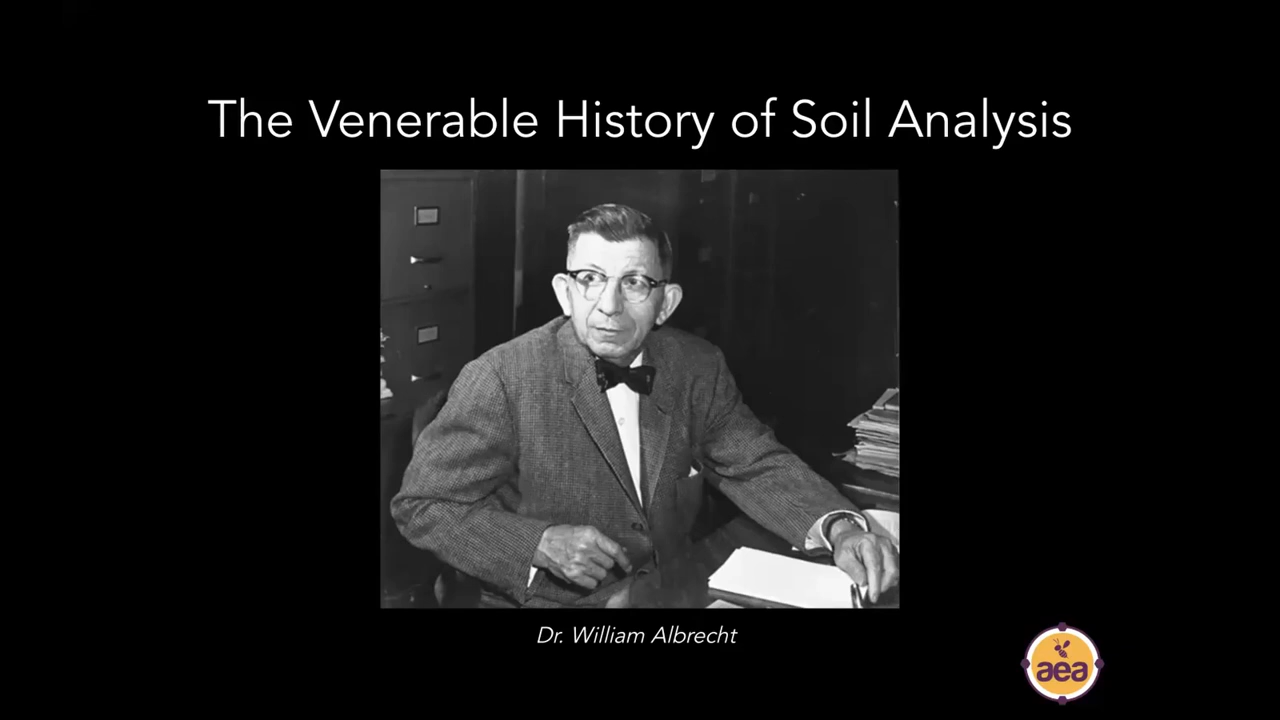 The Venerable History of Soil Analysis
Dr. William Albrecht
aea